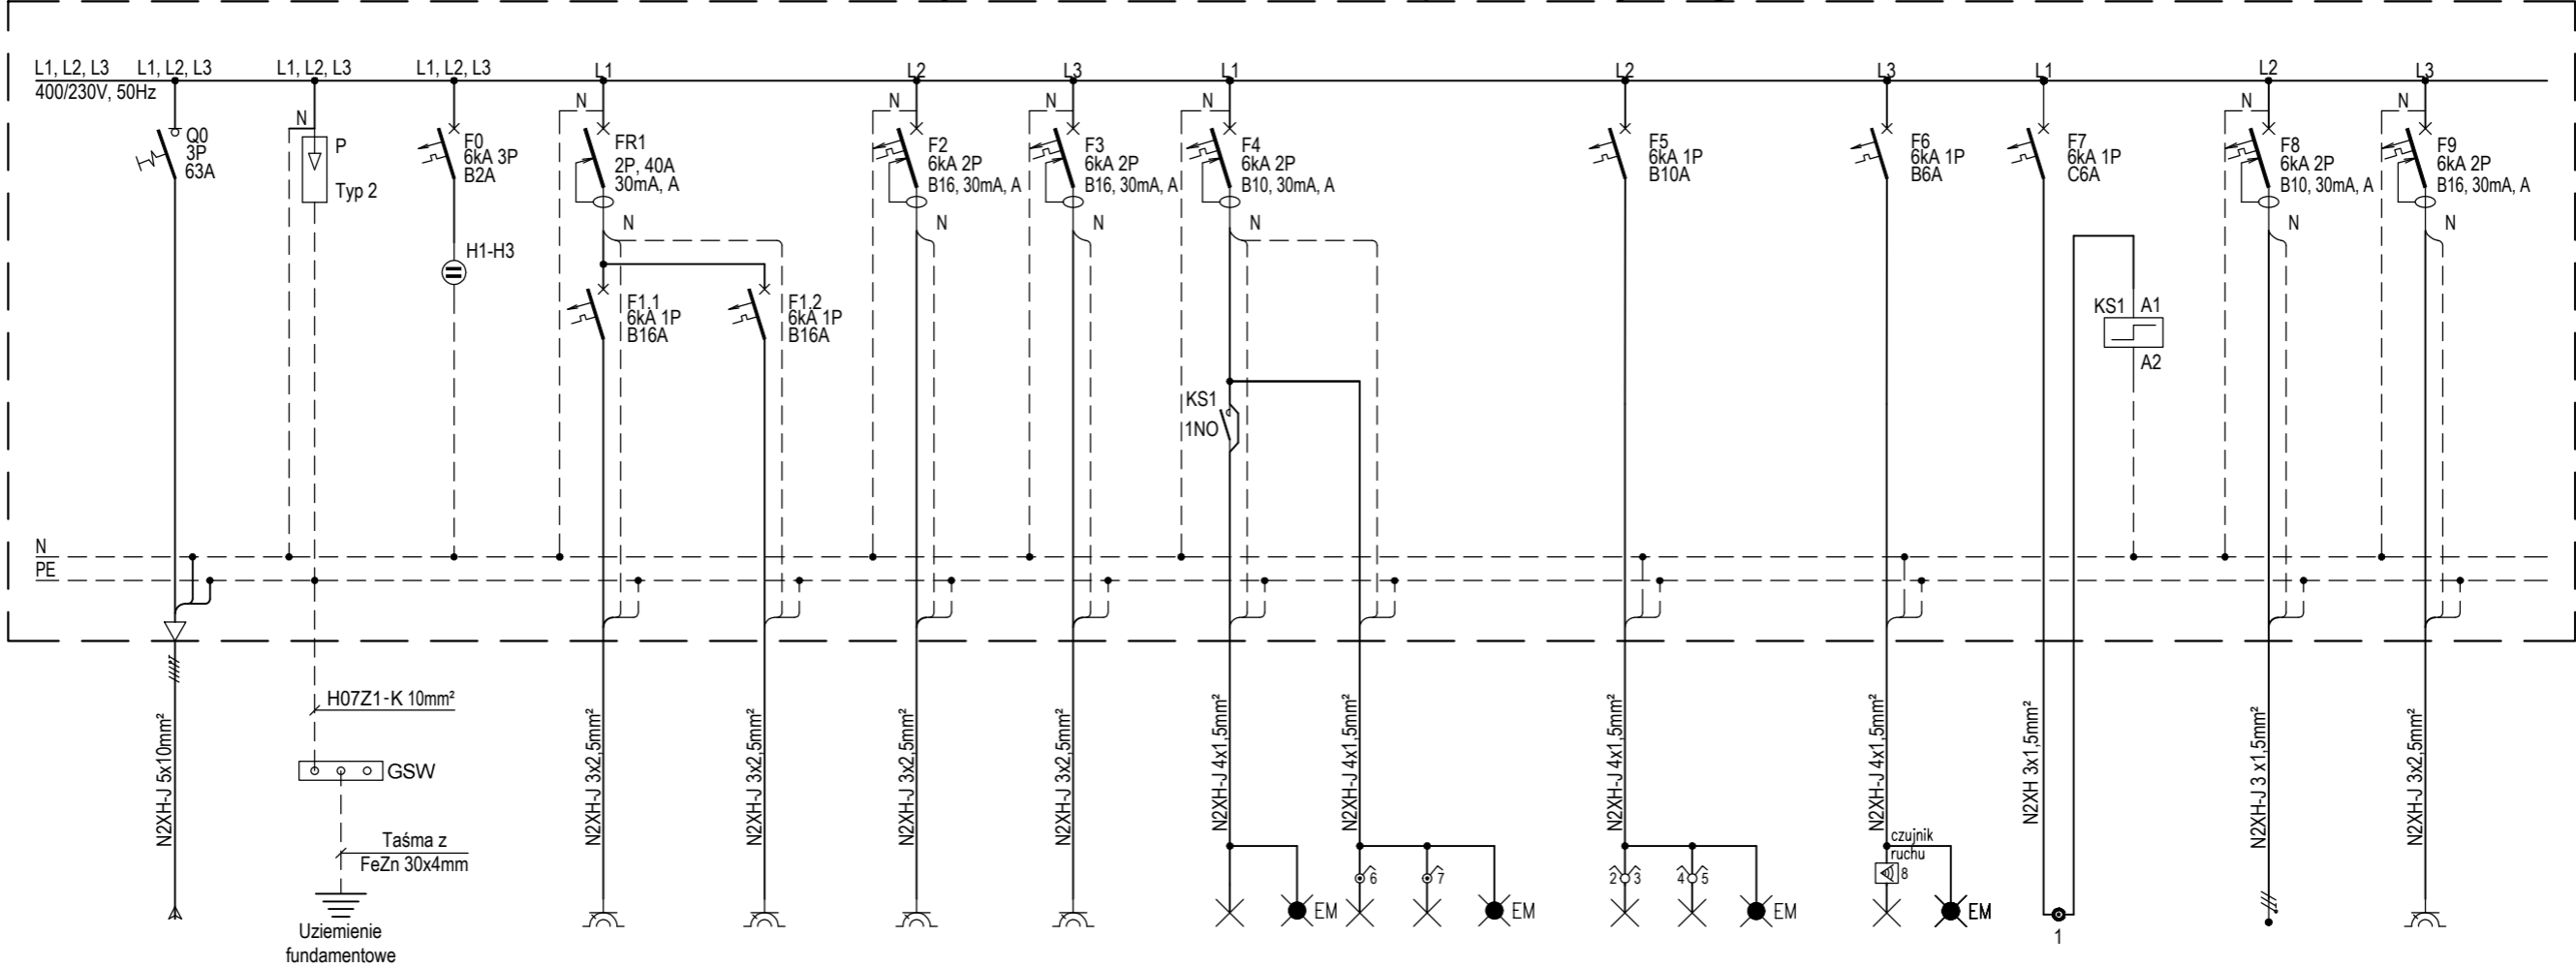 L1, L2, L3
400/230V, 50Hz
L1, L2, L3
L1, L2, L3
L1, L2, L3
L1
L2
L3
L1
L2
L3
L1
L2
L3
Q0
3P
63A
N
P
Typ 2
F0
6kA 3P
B2A
H1-H3
N
FR1
2P, 40A
30mA, A
N
F1.1
6kA 1P
B16A
F1.2
6kA 1P
B16A
N
F2
6kA 2P
B16, 30mA, A
N
N
F3
6kA 2P
B16, 30mA, A
N
N
F4
6kA 2P
B10, 30mA, A
N
KS1
1NO
F5
6kA 1P
B10A
F6
6kA 1P
B6A
F7
6kA 1P
C6A
KS1
A1
A2
N
F8
6kA 2P
B10, 30mA, A
N
N
F9
6kA 2P
B16, 30mA, A
N
N
PE
N2XH-J 5x10mm²
H07Z1-K 10mm²
GSW
Taśma z
FeZn 30x4mm
Uziemienie
fundamentowe
N2XH-J 3x2,5mm²
N2XH-J 3x2,5mm²
N2XH-J 3x2,5mm²
N2XH-J 3x2,5mm²
N2XH-J 4x1,5mm²
EM
N2XH-J 4x1,5mm²
6
7
EM
N2XH-J 4x1,5mm²
2 3
4 5
EM
N2XH-J 4x1,5mm²
czujnik
ruchu
8
EM
N2XH 3x1,5mm²
1
N2XH-J 3 x1,5mm²
N2XH-J 3x2,5mm²